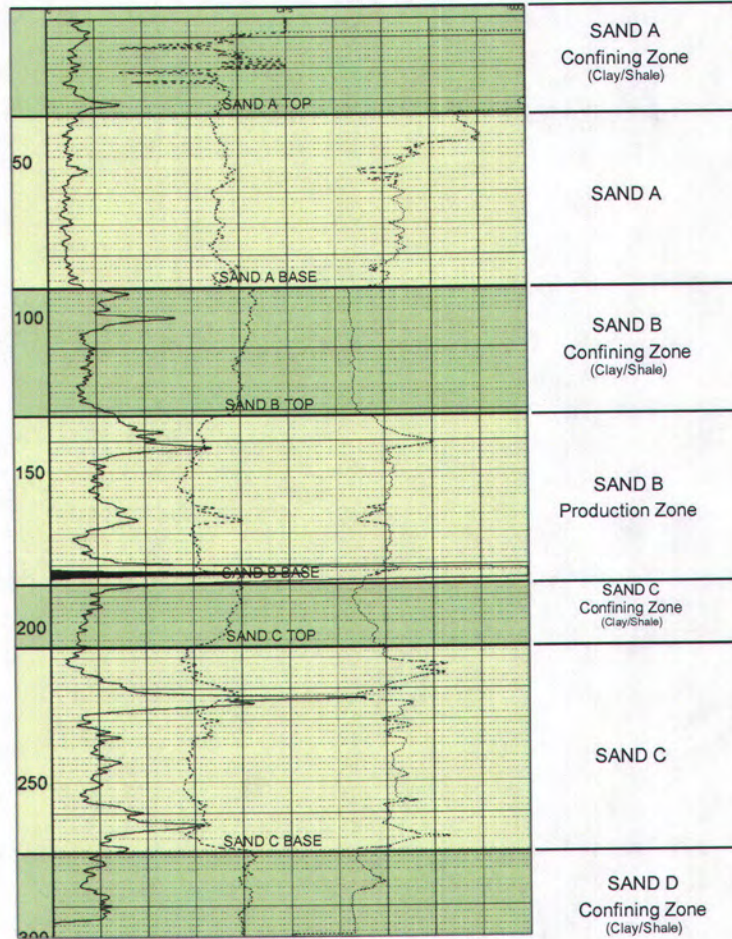 SAND A
Confining Zone
(Clay/Shale)
SAND A TOP
50
SAND A
SAND A BASE
100
SAND B
Confining Zone
(Clay/Shale)
SAND B TOP
150
SAND B
Production Zone
SAND B BASE
SAND C
Confining Zone
(Clay/Shale)
200
SAND C TOP
SAND C
250
SAND C BASE
SAND D
Confining Zone
(Clay/Shale)
300